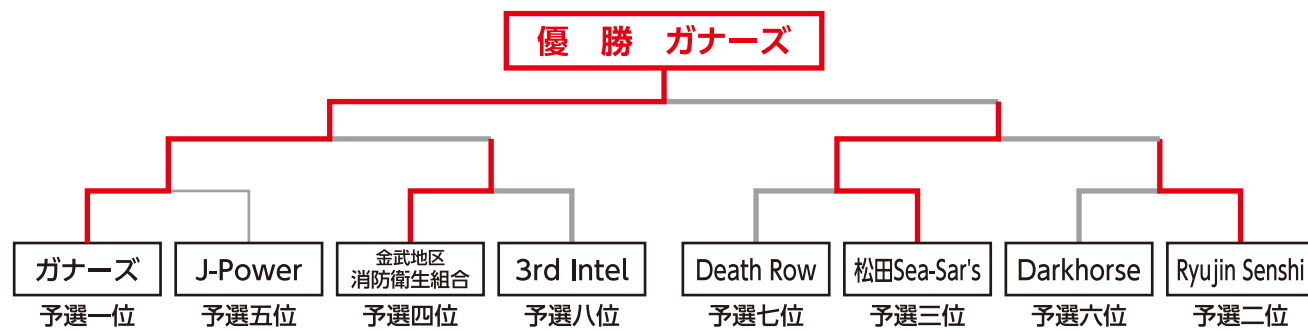 優 勝 ガナーズ
ガナーズ
予選一位
J-Power
予選五位
金武地区
消防衛生組合
予選四位
3rd Intel
予選八位
Death Row
予選七位
松田Sea-Sar's
予選三位
Darkhorse
予選六位
Ryujin Senshi
予選二位